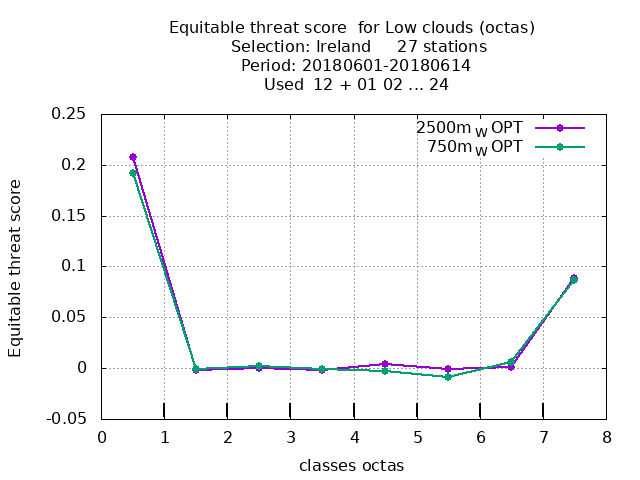 Equitable threat score  for Low clouds (octas)
Selection: Ireland     27 stations
Period: 20180601-20180614
Used  12 + 01 02 ... 24
2500m W OPT
750m W OPT
0.25
0.2
0.15
0.1
0.05
0
-0.05
Equitable threat score
0 1 2 3 4 5 6 7 8
classes octas